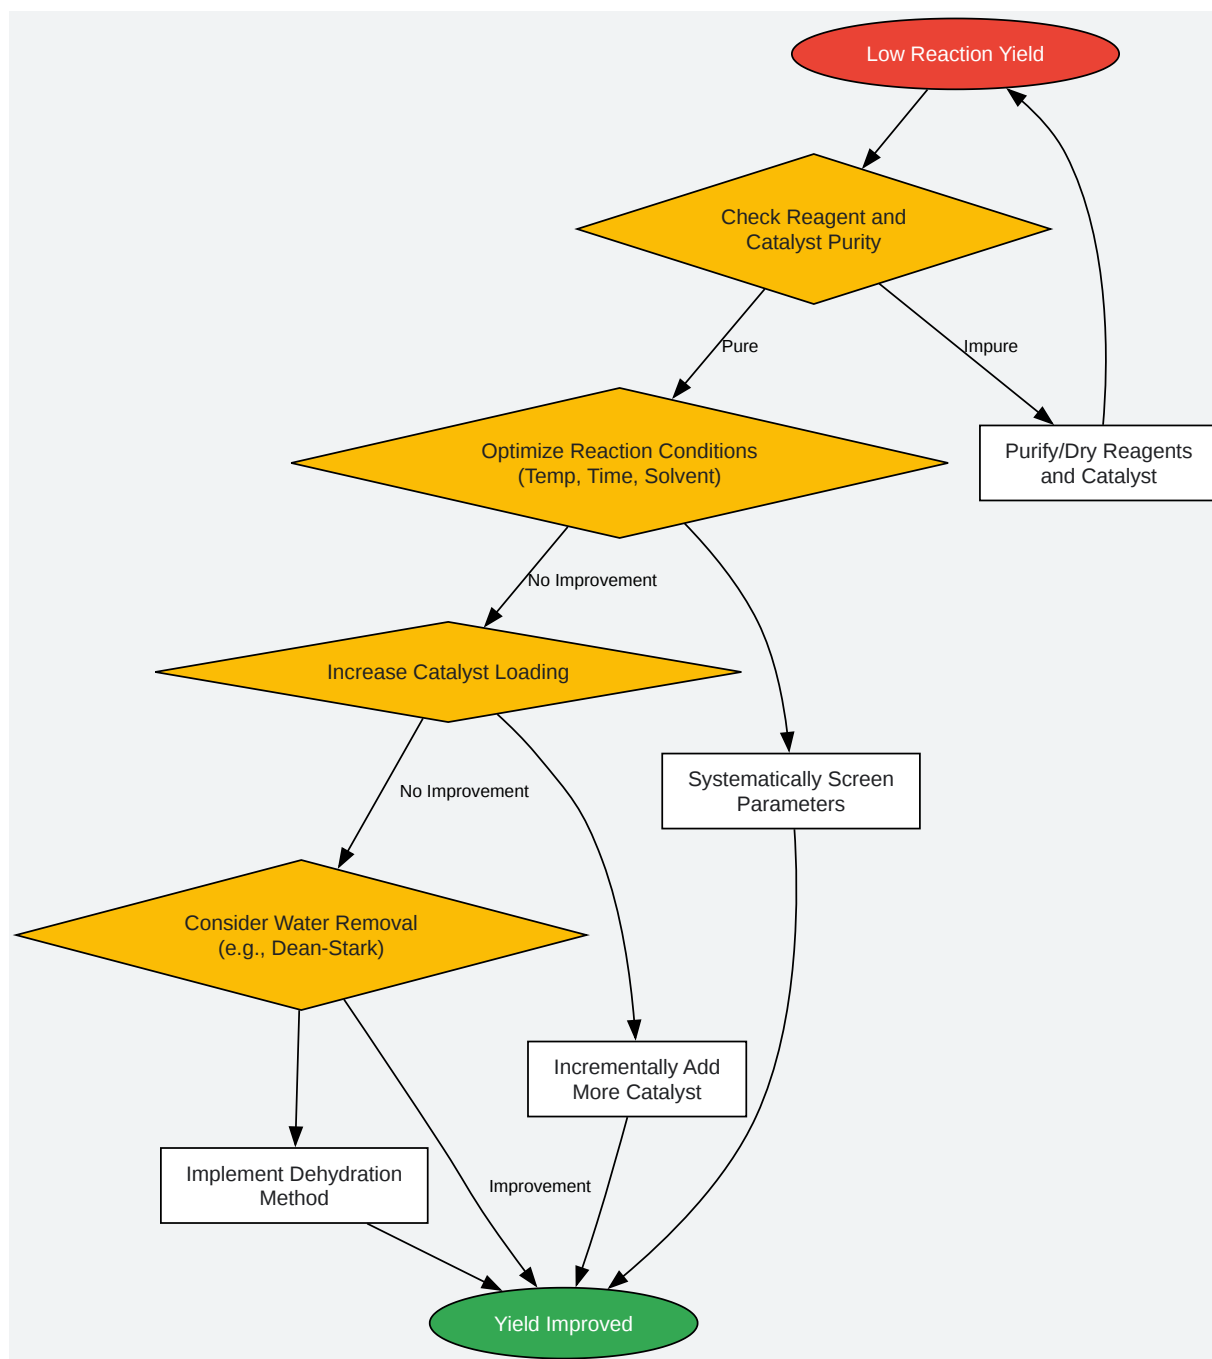 Low Reaction Yield
Check Reagent and
Catalyst Purity
Pure
Impure
Optimize Reaction Conditions
(Temp, Time, Solvent)
Purify/Dry Reagents
and Catalyst
No Improvement
Increase Catalyst Loading
Systematically Screen
Parameters
No Improvement
Consider Water Removal
(e.g., Dean-Stark)
Incrementally Add
More Catalyst
Implement Dehydration
Method
Improvement
Yield Improved